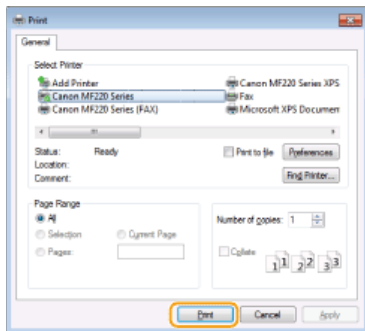 Print
General
Select Printer
Add Printer
Canon MF220 Series
Canon MF220 Series (FAX)
Canon MF220 Series XPS
Fax
Microsoft XPS Documen
Status: Ready
Location:
Comment:
Print to file
Preferences
Find Printer...
Page Range
All
Selection
Current Page
Pages:
Number of copies: 1
Collate
1 1 2 2 3 3
Print
Cancel
Apply